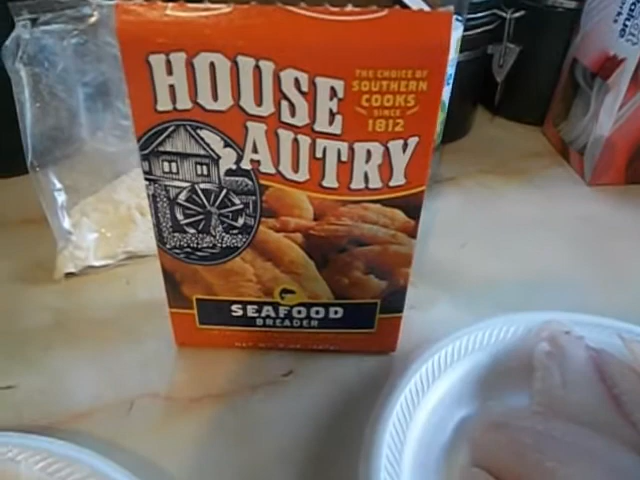 HOUSE
AUTRY
THE CHOICE OF
SOUTHERN
COOKS
SINCE
1812
SEAFOOD
BREADER